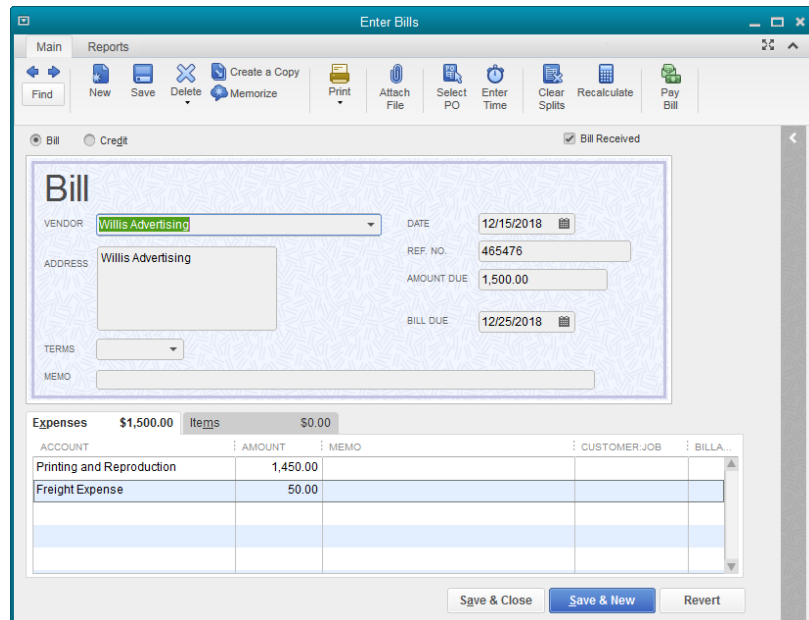 Enter Bills
Main Reports
Find New Save Delete Create a Copy Memorize Print Attach File Select PO Enter Time Clear Splits Recalculate Pay Bill
Bill Credit Bill Received
Bill
VENDOR Willis Advertising DATE 12/15/2018
REF. NO. 465476
ADDRESS Willis Advertising
AMOUNT DUE 1,500.00
BILL DUE 12/25/2018
TERMS
MEMO
Expenses $1,500.00 Items $0.00
ACCOUNT AMOUNT MEMO CUSTOMER:JOB BILLA...
Printing and Reproduction 1,450.00
Freight Expense 50.00
Save & Close Save & New Revert